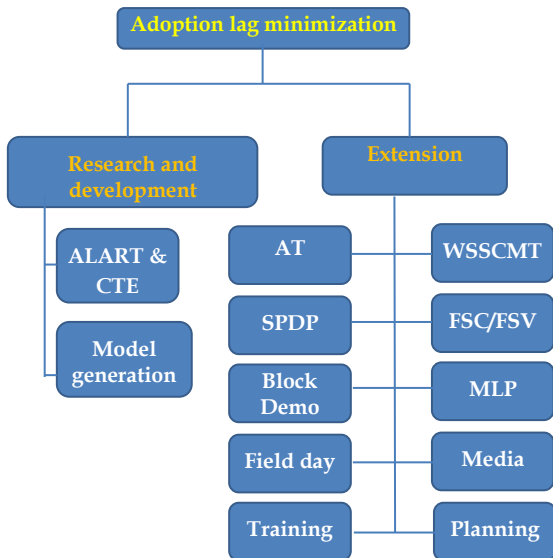 Adoption lag minimization
Research and
development
ALART &
CTE
Model
generation
Extension
AT
WSSCMT
SPDP
FSC/FSV
Block
Demo
MLP
Field day
Media
Training
Planning